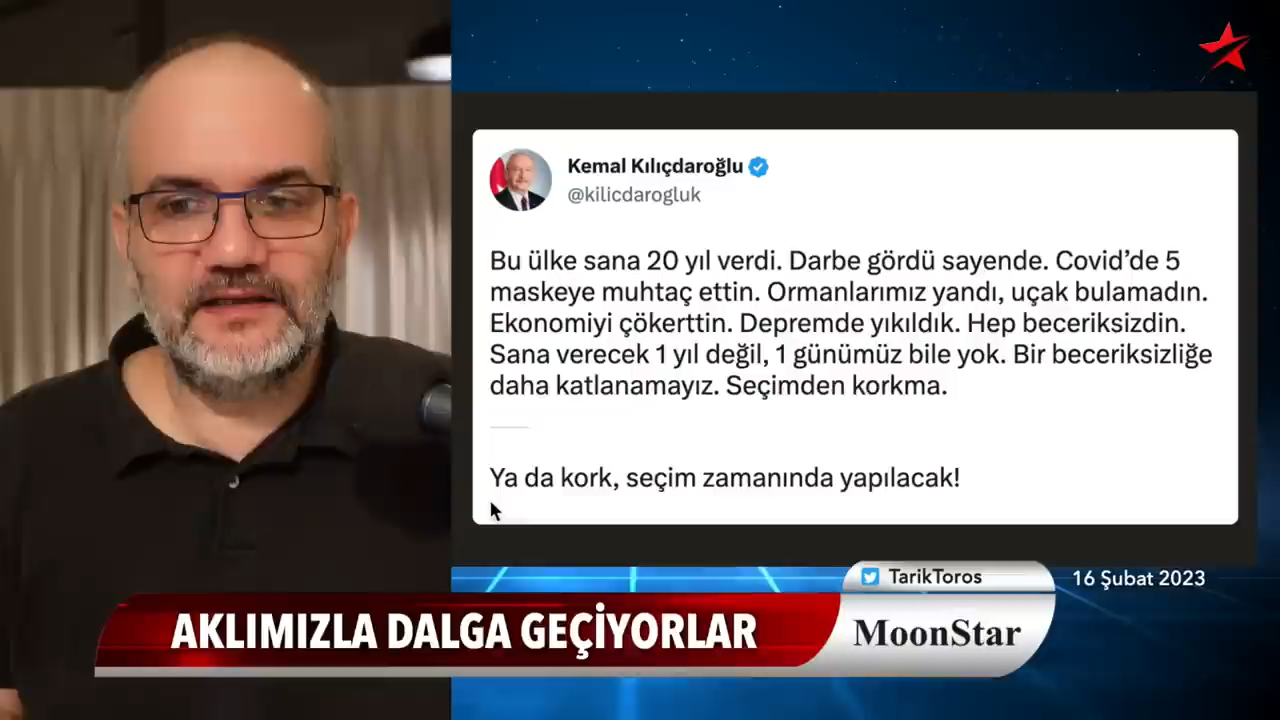 Kemal Kılıçdaroğlu
@kilicdarogluk
Bu ülke sana 20 yıl verdi. Darbe gördü sayende. Covid’de 5
maskeye muhtaç ettin. Ormanlarımız yandı, uçak bulamadın.
Ekonomiyi çökerttin. Depremde yıkıldık. Hep beceriksizdin.
Sana verecek 1 yıl değil, 1 günümüz bile yok. Bir beceriksizliğe
daha katlanamayız. Seçimden korkma.
Ya da kork, seçim zamanında yapılacak!
TarikToros
16 Şubat 2023
AKLIMIZLA DALGA GEÇİYORLAR
MoonStar